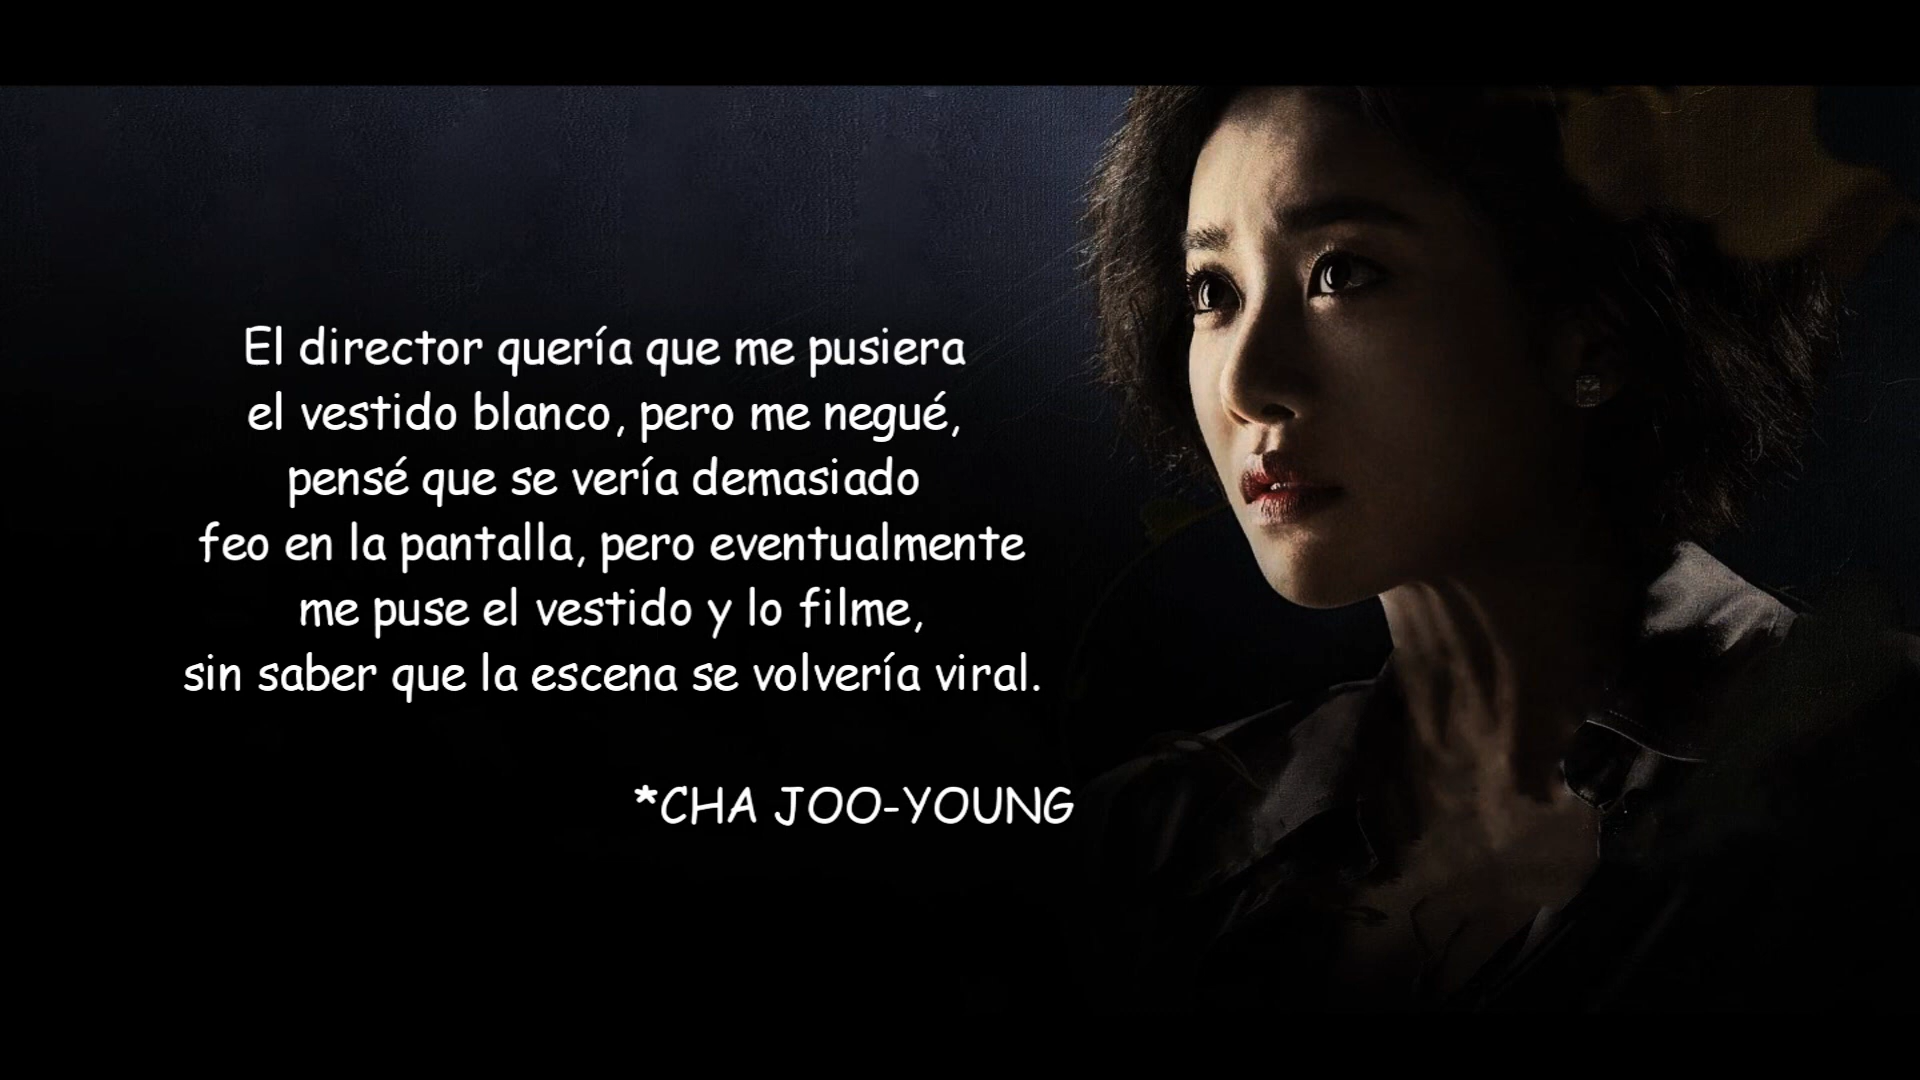 El director quería que me pusiera
el vestido blanco, pero me negué,
pensé que se vería demasiado
feo en la pantalla, pero eventualmente
me puse el vestido y lo filme,
sin saber que la escena se volvería viral.
*CHA JOO-YOUNG